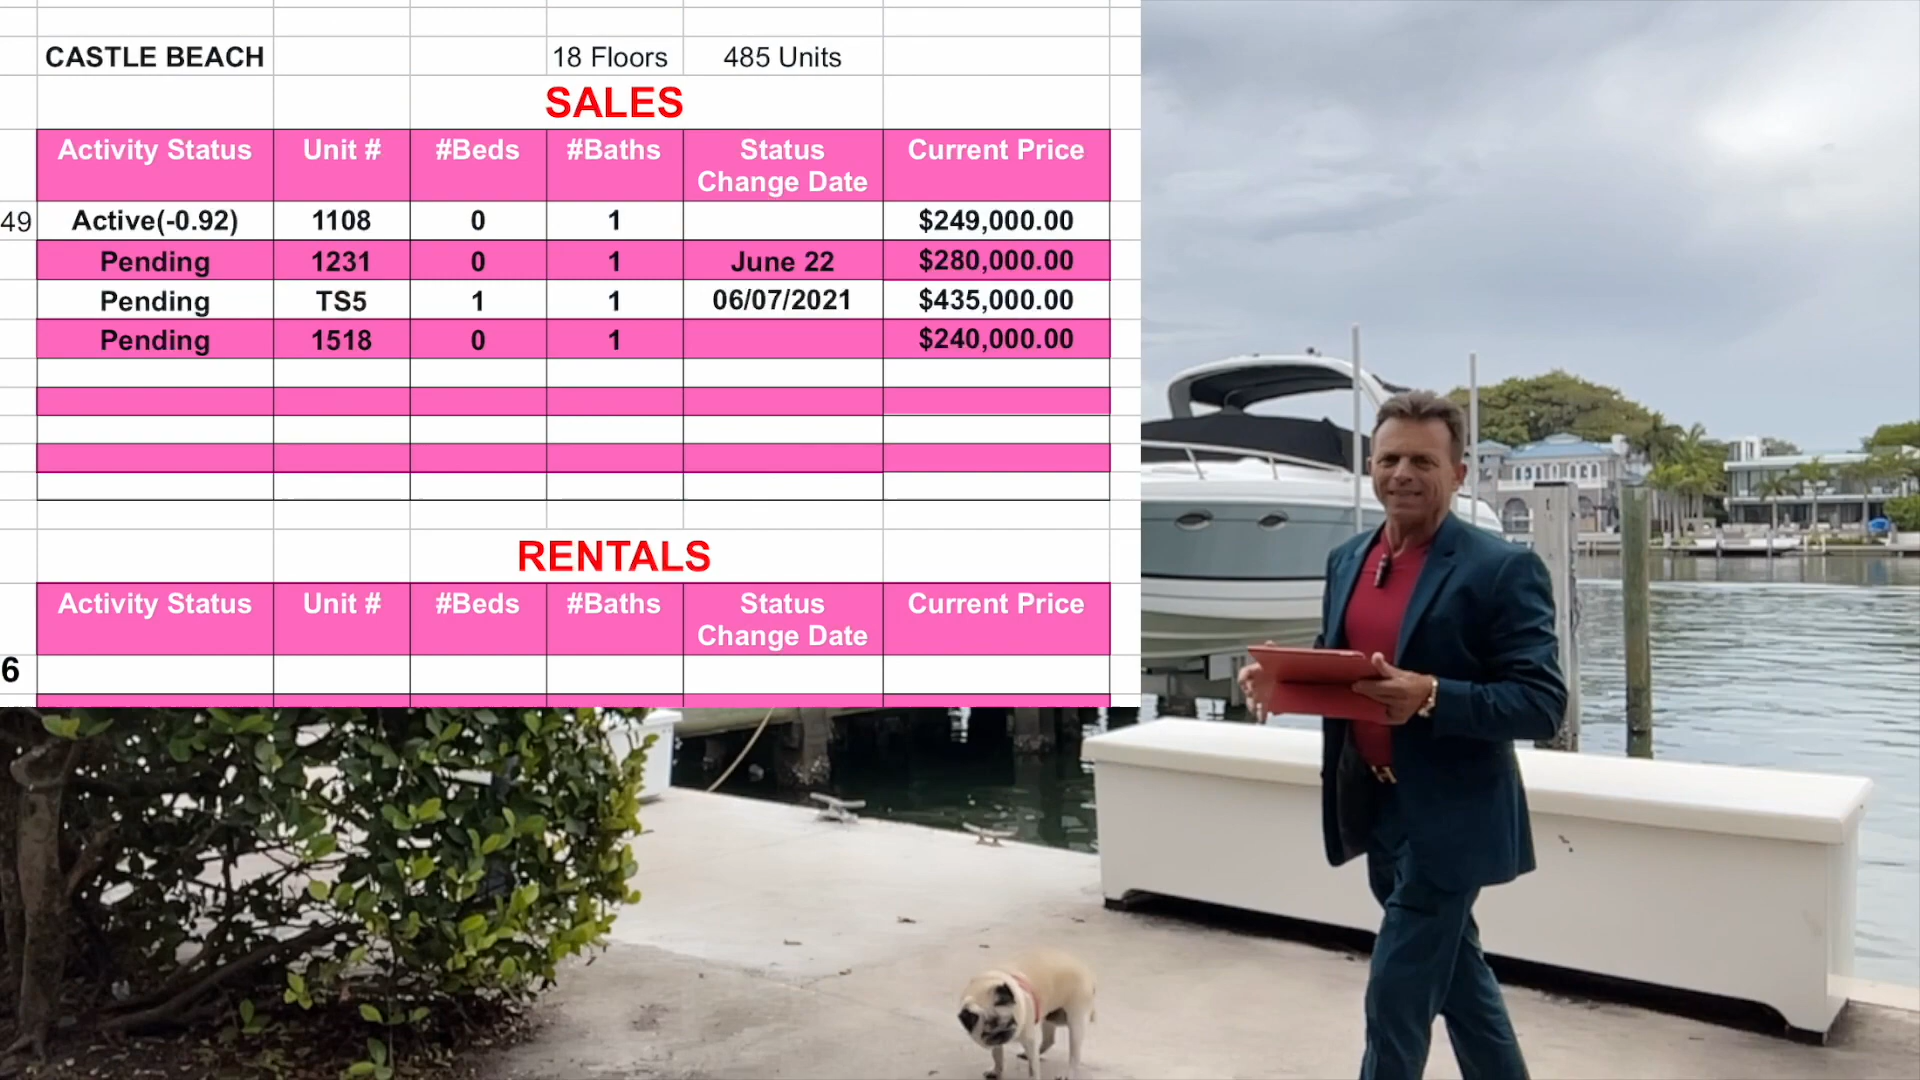 CASTLE BEACH 18 Floors 485 Units
SALES
Activity Status Unit # #Beds #Baths Status Change Date Current Price
49 Active(-0.92) 1108 0 1 $249,000.00
Pending 1231 0 1 June 22 $280,000.00
Pending TS5 1 1 06/07/2021 $435,000.00
Pending 1518 0 1 $240,000.00
RENTALS
Activity Status Unit # #Beds #Baths Status Change Date Current Price
6